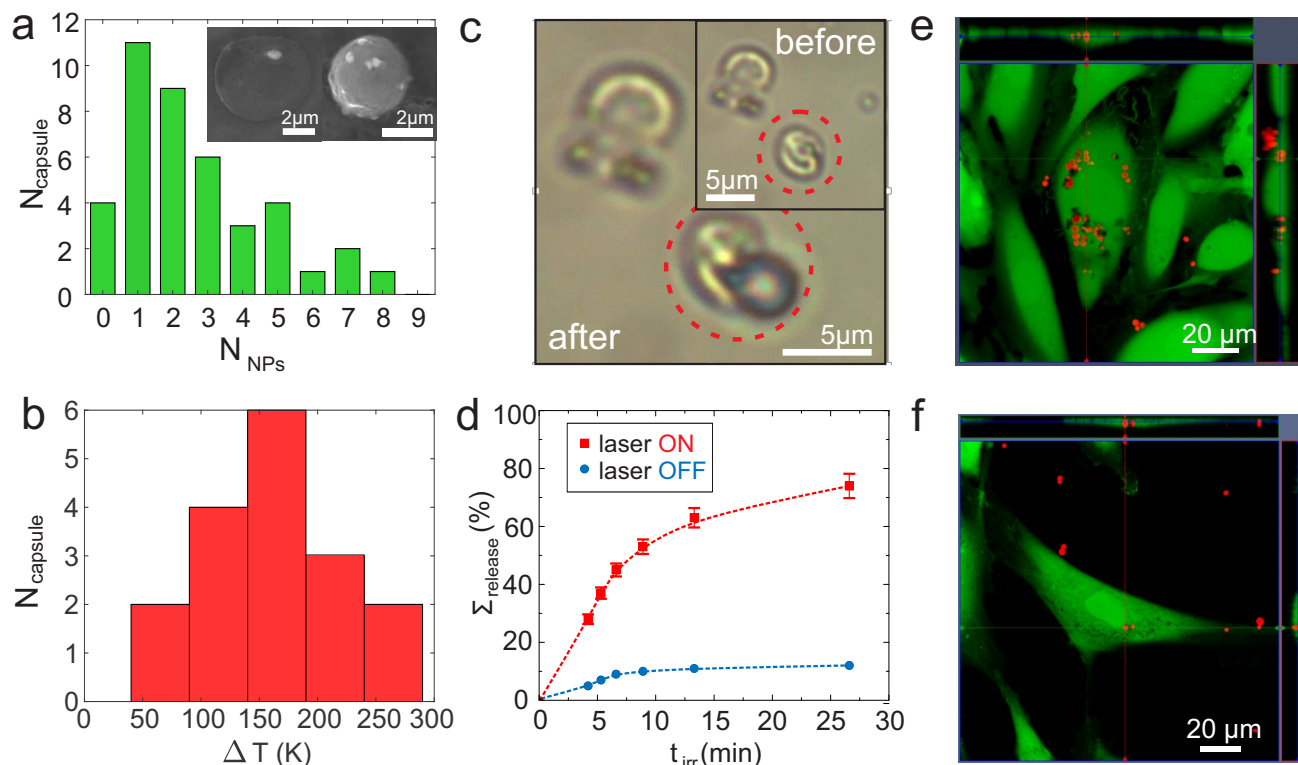 a
12
10
8
6
4
2
0
N capsule
2µm
2µm
0 1 2 3 4 5 6 7 8 9
N NPs
b
6
5
4
3
2
1
0
N capsule
0 50 100 150 200 250 300
Δ T (K)
c
before
5µm
after
5µm
d
100
80
60
40
20
0
Σrelease (%)
laser ON
laser OFF
0 5 10 15 20 25 30
t irr (min)
e
20 µm
f
20 µm